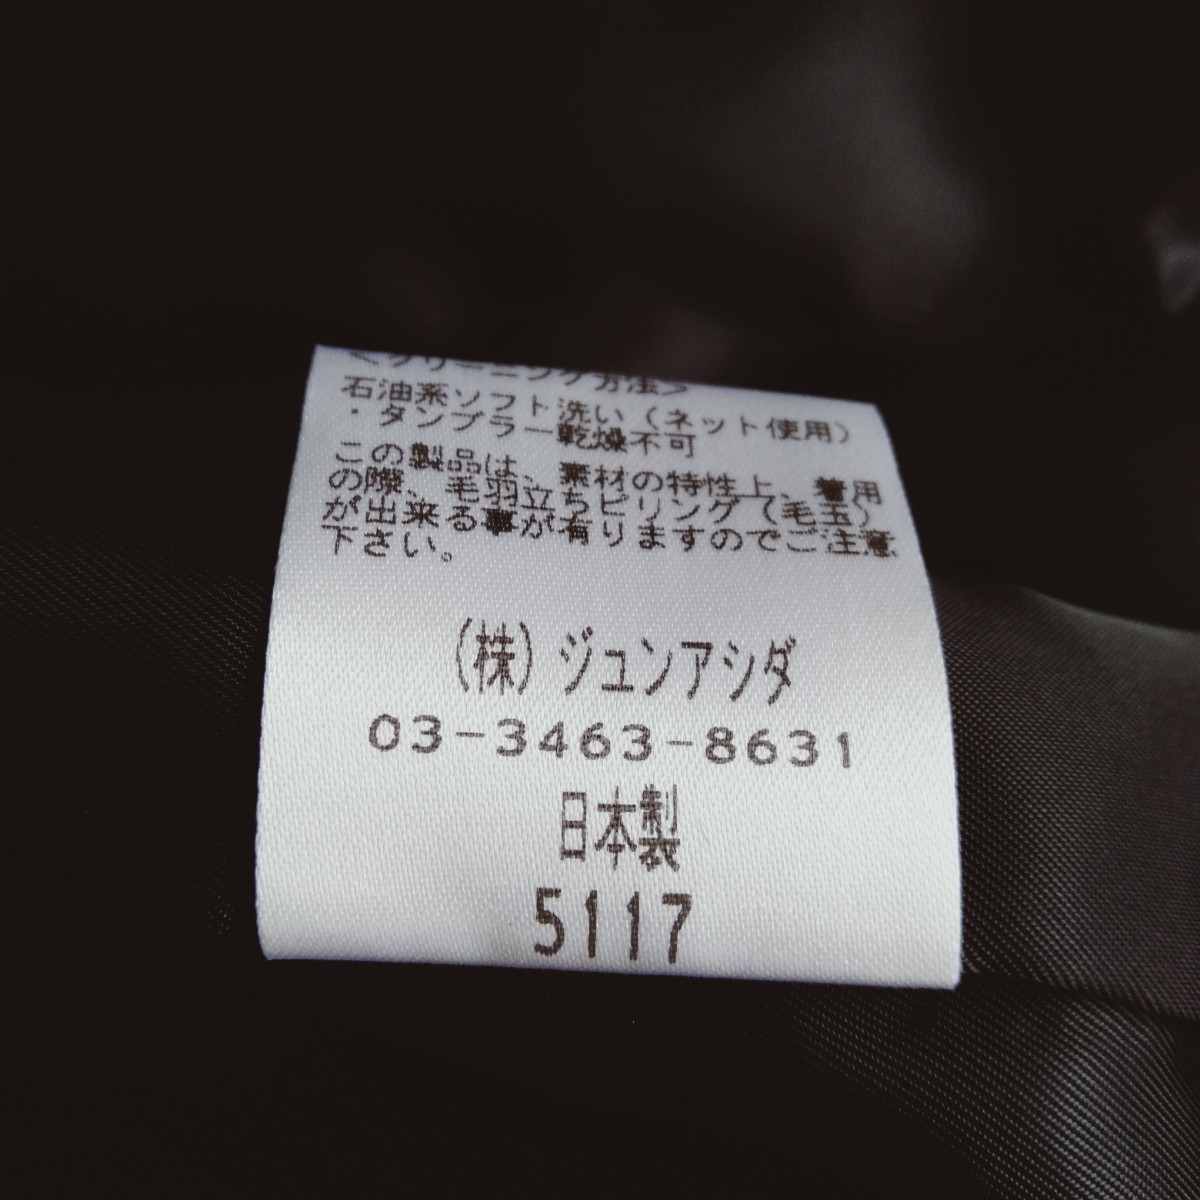 <クリーニング方法>
石油系ソフト洗い(ネット使用)
・タンブラー乾燥不可
この製品は、素材の特性上、着用
の際、毛羽立ちピリング(毛玉)
が出来る事が有りますのでご注意
下さい。
(株)ジュンアシダ
03-3463-8631
日本製
5117